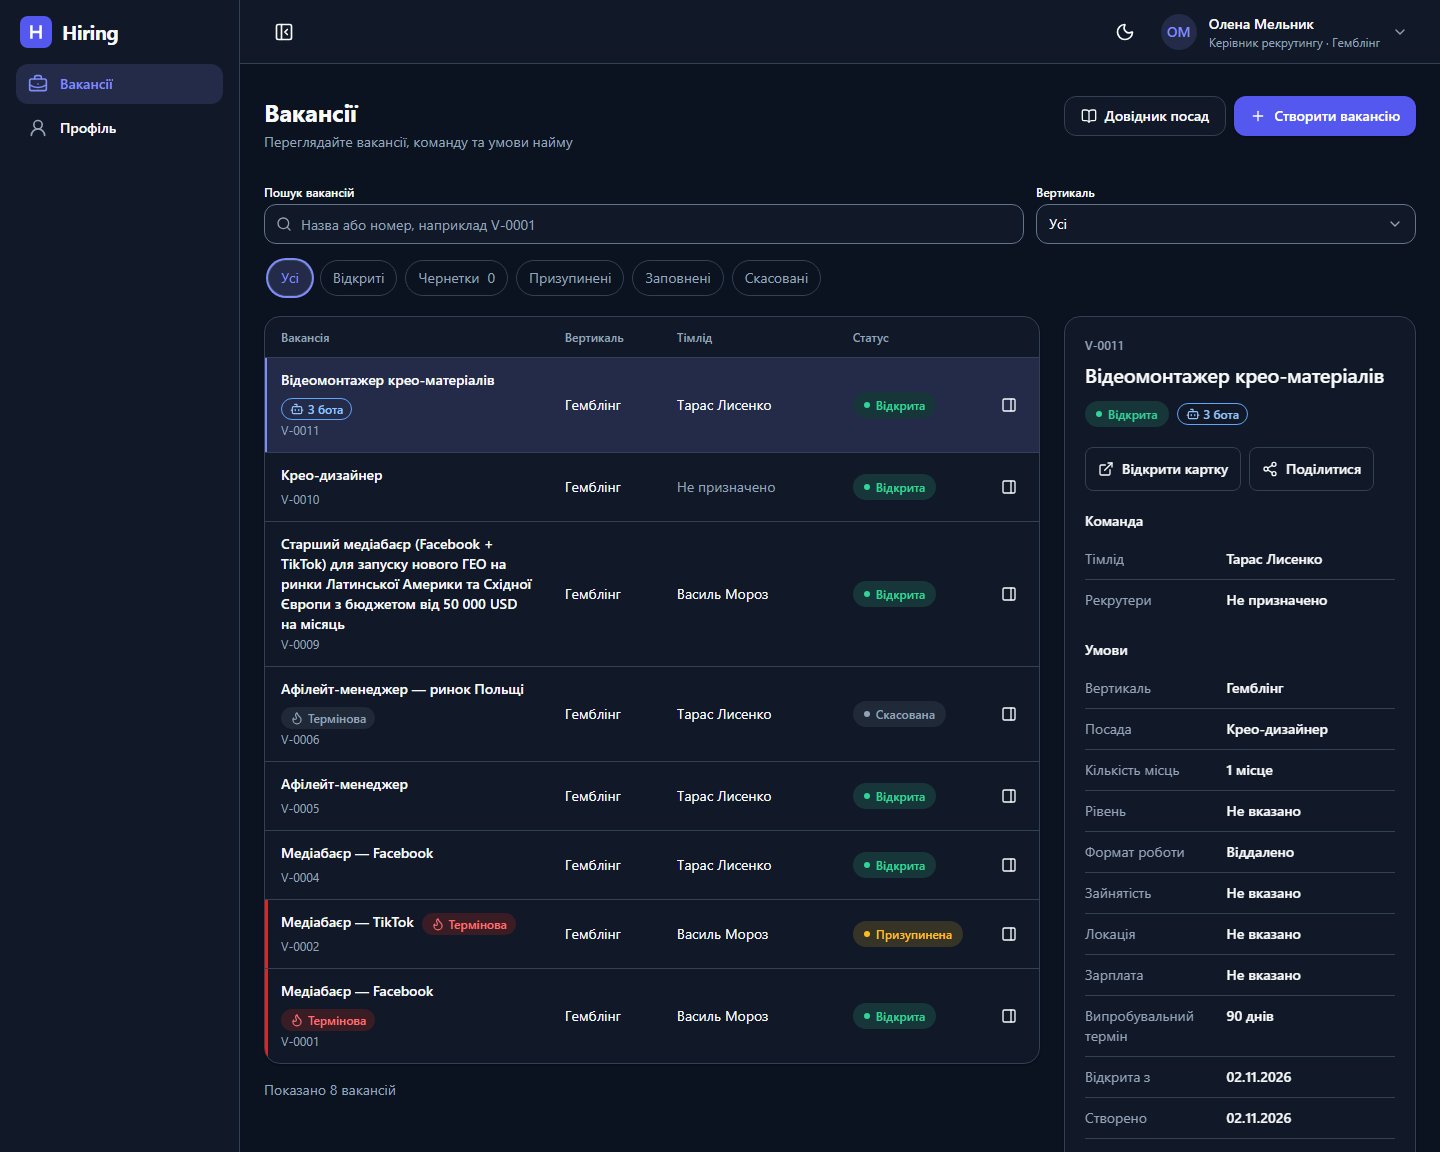 H Hiring
Вакансії
Профіль
ОМ
Олена Мельник
Керівник рекрутингу · Гемблінг
Вакансії
Переглядайте вакансії, команду та умови найму
Довідник посад
Створити вакансію
Пошук вакансій
Назва або номер, наприклад V-0001
Вертикаль
Усі
Усі
Відкриті
Чернетки 0
Призупинені
Заповнені
Скасовані
Вакансія Вертикаль Тімлід Статус
Відеомонтажер крео-матеріалів
З бота
V-0011
Гемблінг
Тарас Лисенко
Відкрита
Крео-дизайнер
V-0010
Гемблінг
Не призначено
Відкрита
Старший медіабаєр (Facebook +
TikTok) для запуску нового ГЕО на
ринки Латинської Америки та Східної
Європи з бюджетом від 50 000 USD
на місяць
V-0009
Гемблінг
Василь Мороз
Відкрита
Афілейт-менеджер — ринок Польщі
Термінова
V-0006
Гемблінг
Тарас Лисенко
Скасована
Афілейт-менеджер
V-0005
Гемблінг
Тарас Лисенко
Відкрита
Медіабаєр — Facebook
V-0004
Гемблінг
Тарас Лисенко
Відкрита
Медіабаєр — TikTok
Термінова
V-0002
Гемблінг
Василь Мороз
Призупинена
Медіабаєр — Facebook
Термінова
V-0001
Гемблінг
Василь Мороз
Відкрита
Показано 8 вакансій
V-0011
Відеомонтажер крео-матеріалів
Відкрита
З бота
Відкрити картку
Поділитися
Команда
Тімлід Тарас Лисенко
Рекрутери Не призначено
Умови
Вертикаль Гемблінг
Посада Крео-дизайнер
Кількість місць 1 місце
Рівень Не вказано
Формат роботи Віддалено
Зайнятість Не вказано
Локація Не вказано
Зарплата Не вказано
Випробувальний 90 днів
термін
Відкрита з 02.11.2026
Створено 02.11.2026